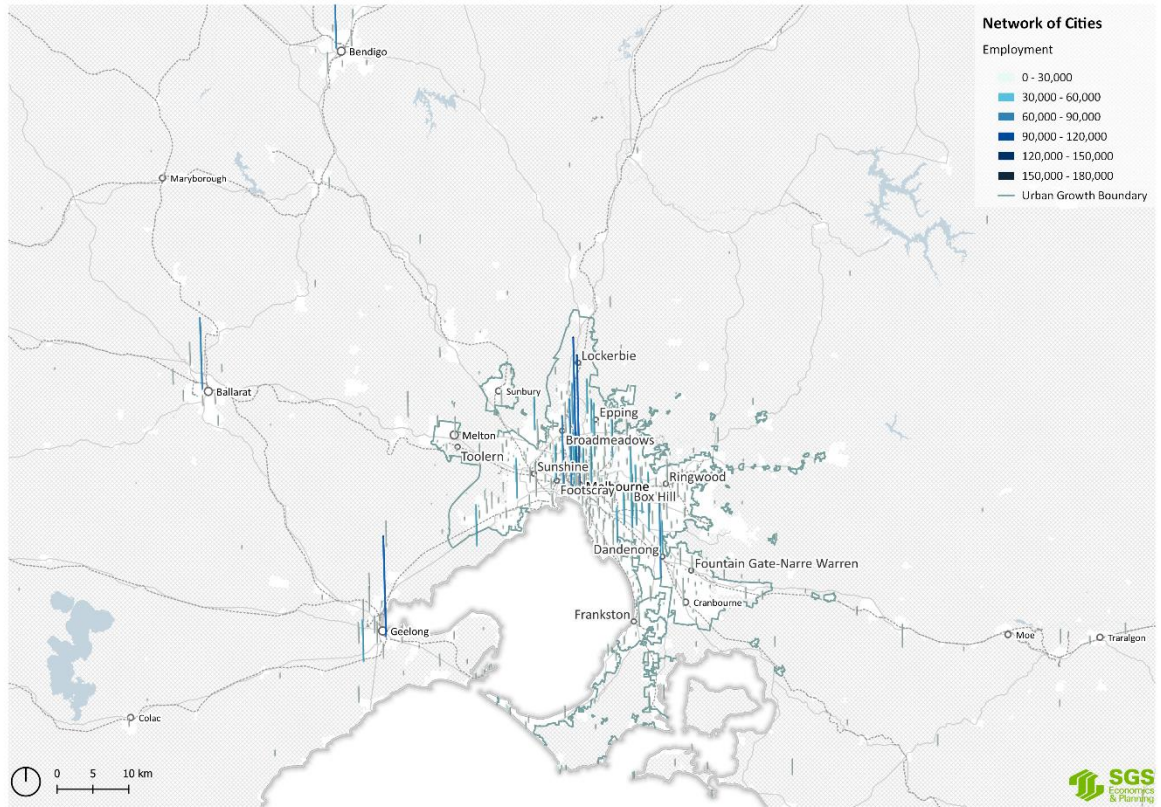 Network of Cities
Employment
0 - 30,000
30,000 - 60,000
60,000 - 90,000
90,000 - 120,000
120,000 - 150,000
150,000 - 180,000
Urban Growth Boundary
Bendigo
Maryborough
Lockerbie
Ballarat
Sunbury
Epping
Melton
Broadmeadows
Toolern
Sunshine
Ringwood
Melbourne
Footscray
Box Hill
Dandenong
Fountain Gate-Narre Warren
Cranbourne
Frankston
Geelong
Moe
Traralgon
Colac
0 5 10 km
SGS
Economics
& Planning